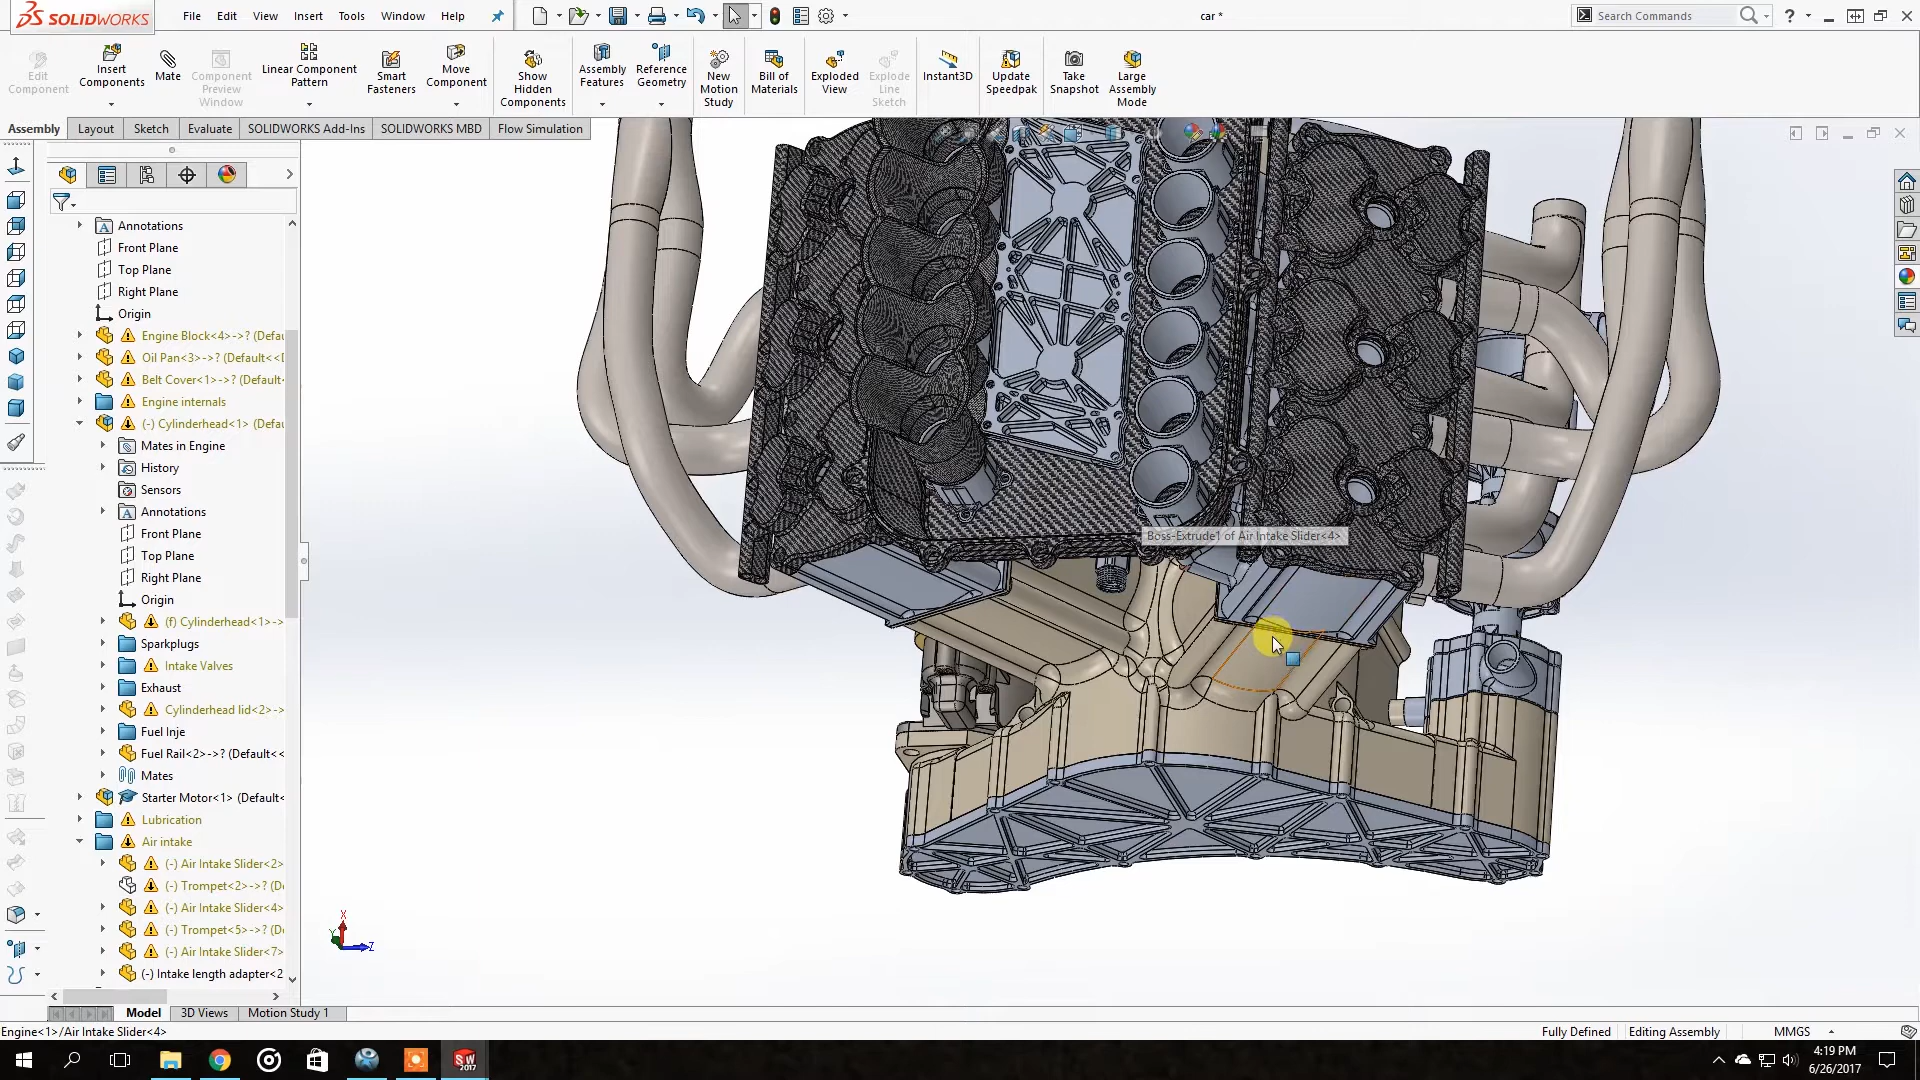 SOLIDWORKS
File Edit View Insert Tools Window Help
car *
Search Commands
Edit Component
Insert Components
Mate
Component Preview Window
Linear Component Pattern
Smart Fasteners
Move Component
Show Hidden Components
Assembly Features
Reference Geometry
New Motion Study
Bill of Materials
Exploded View
Explode Line Sketch
Instant3D
Update Speedpak
Take Snapshot
Large Assembly Mode
Assembly Layout Sketch Evaluate SOLIDWORKS Add-Ins SOLIDWORKS MBD Flow Simulation
Annotations
Front Plane
Top Plane
Right Plane
Origin
Engine Block<4>->? (Defau
Oil Pan<3>->? (Default<<I
Belt Cover<1>->? (Default<
Engine internals
(-) Cylinderhead<1> (Defau
Mates in Engine
History
Sensors
Annotations
Front Plane
Top Plane
Right Plane
Origin
(f) Cylinderhead<1>->
Sparkplugs
Intake Valves
Exhaust
Cylinderhead lid<2>->
Fuel Inje
Fuel Rail<2>->? (Default<<
Mates
Starter Motor<1> (Default<
Lubrication
Air intake
(-) Air Intake Slider<2>
(-) Trompet<2>->? (De
(-) Air Intake Slider<4>
(-) Trompet<5>->? (De
(-) Air Intake Slider<7>
(-) Intake length adapter<2
Boss-Extrude1 of Air Intake Slider<4>
X
Y
Z
Model 3D Views Motion Study 1
Engine<1>/Air Intake Slider<4>
Fully Defined Editing Assembly MMGS
SW
2017
4:19 PM
6/26/2017